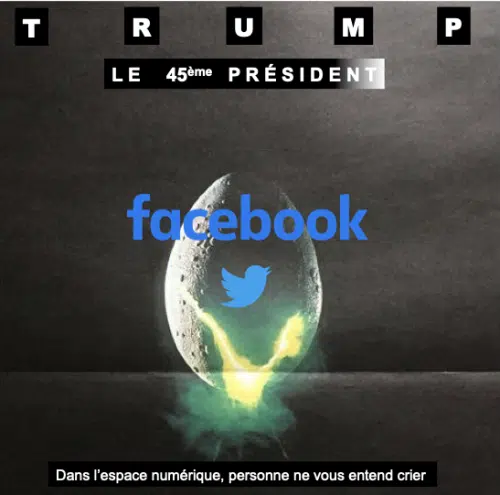 T R U M P
LE 45ème PRÉSIDENT
facebook
Dans l'espace numérique, personne ne vous entend crier